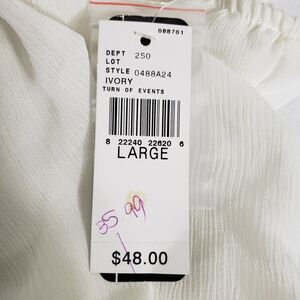 088701
DEPT 250
LOT
STYLE 0488A24
IVORY
TURN OF EVENTS
8 22240 22620 6
LARGE
35.99
$48.00